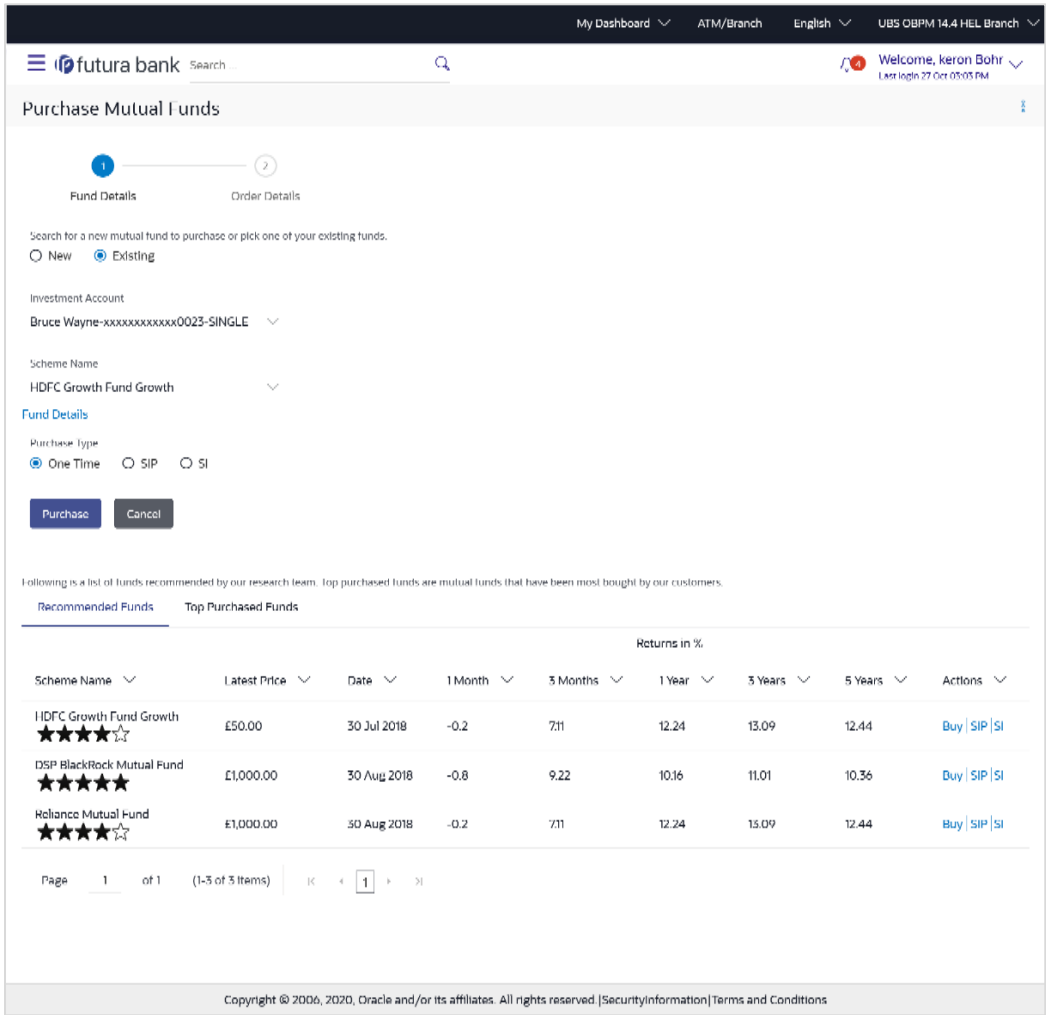 My Dashboard ATM/Branch English UBS OBPM 14.4 HEL Branch
futura bank Search... 4 Welcome, keron Bohr
Last login 27 Oct 03:03 PM
Purchase Mutual Funds
1 2
Fund Details Order Details
Search for a new mutual fund to purchase or pick one of your existing funds.
New Existing
Investment Account
Bruce Wayne-xxxxxxxxxxxx0023-SINGLE
Scheme Name
HDFC Growth Fund Growth
Fund Details
Purchase Type
One Time SIP SI
Purchase Cancel
Following is a list of funds recommended by our research team. Top purchased funds are mutual funds that have been most bought by our customers.
Recommended Funds Top Purchased Funds
Returns in %
Scheme Name Latest Price Date 1 Month 3 Months 1 Year 3 Years 5 Years Actions
HDFC Growth Fund Growth £50.00 30 Jul 2018 -0.2 7.11 12.24 13.09 12.44 Buy | SIP | SI
DSP BlackRock Mutual Fund £1,000.00 30 Aug 2018 -0.8 9.22 10.16 11.01 10.36 Buy | SIP | SI
Reliance Mutual Fund £1,000.00 30 Aug 2018 -0.2 7.11 12.24 13.09 12.44 Buy | SIP | SI
Page 1 of 1 (1-3 of 3 items) 1
Copyright © 2006, 2020, Oracle and/or its affiliates. All rights reserved.|SecurityInformation|Terms and Conditions